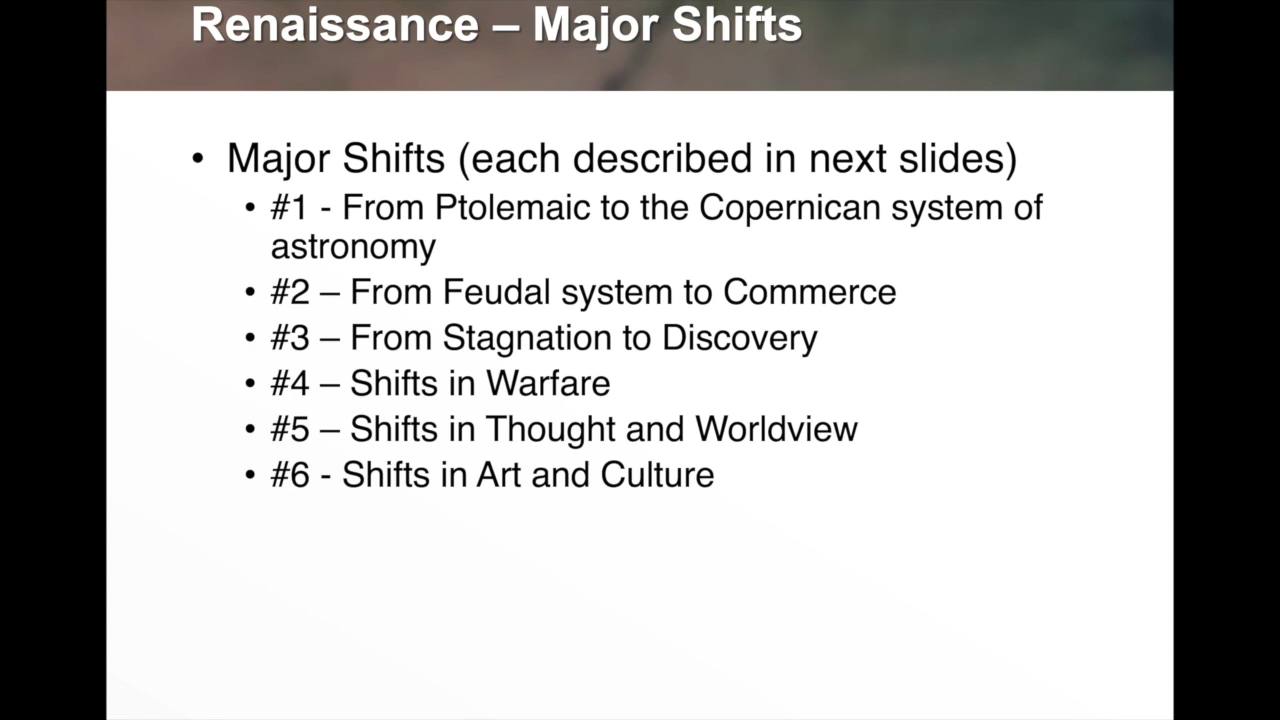 Renaissance – Major Shifts
• Major Shifts (each described in next slides)
• #1 - From Ptolemaic to the Copernican system of
astronomy
• #2 – From Feudal system to Commerce
• #3 – From Stagnation to Discovery
• #4 – Shifts in Warfare
• #5 – Shifts in Thought and Worldview
• #6 - Shifts in Art and Culture